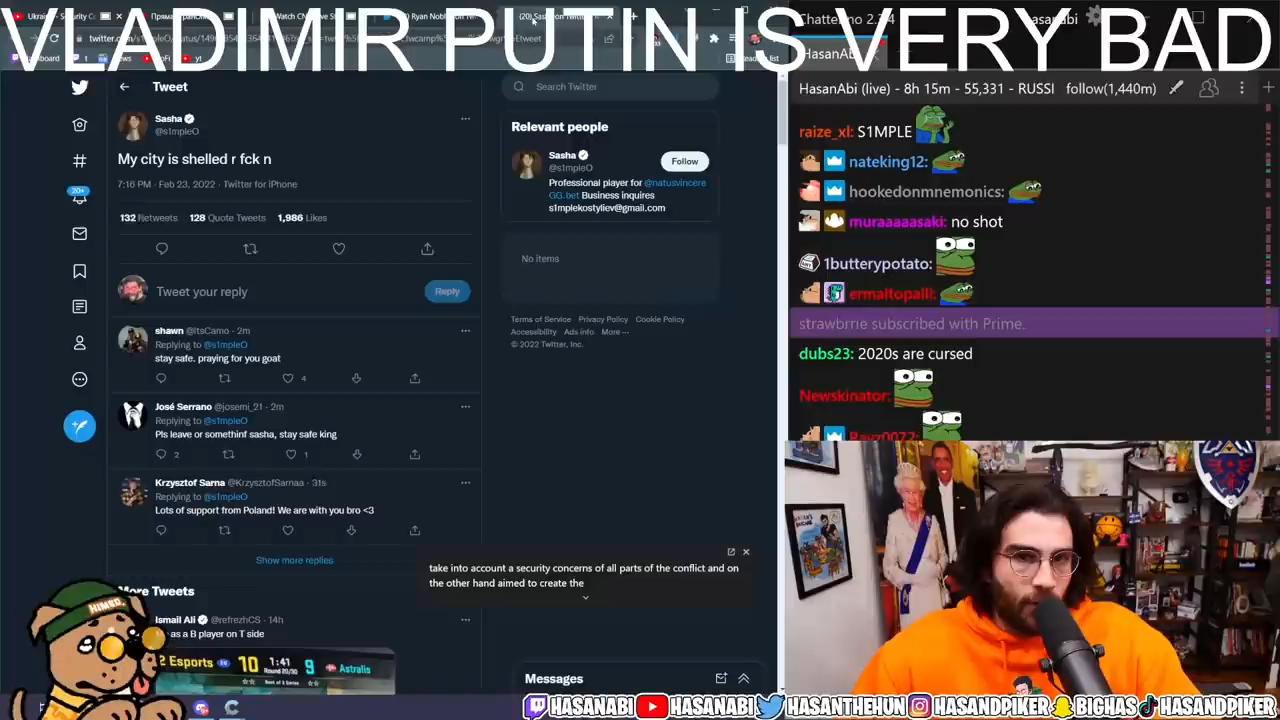 VLADIMIR PUTIN IS VERY BAD
Tweet
Search Twitter
Sasha
@s1mpleO
My city is shelled r fck n
7:16 PM · Feb 23, 2022 · Twitter for iPhone
132 Retweets 128 Quote Tweets 1,986 Likes
Tweet your reply
Reply
20+
shawn @ItsCamo · 2m
Replying to @s1mpleO
stay safe. praying for you goat
4
José Serrano @josemi_21 · 2m
Replying to @s1mpleO
Pls leave or somethinf sasha, stay safe king
2 1
Krzysztof Sarna @KrzysztofSarnaa · 31s
Replying to @s1mpleO
Lots of support from Poland! We are with you bro <3
Show more replies
More Tweets
Ismail Ali @refrezhCS · 14h
as a B player on T side
Esports 10 1:41 9 Astralis
Relevant people
Sasha
@s1mpleO
Follow
Professional player for @natusvincere
GG.bet Business inquires
s1mplekostyliev@gmail.com
No items
Terms of Service Privacy Policy Cookie Policy
Accessibility Ads info More ···
© 2022 Twitter, Inc.
take into account a security concerns of all parts of the conflict and on
the other hand aimed to create the
Messages
HasanAbi (live) - 8h 15m - 55,331 - RUSSI follow(1,440m)
raize_xl: S1MPLE
nateking12:
hookedonmnemonics:
muraaaaasaki: no shot
1butterypotato:
ermaltopalli:
strawbrrie subscribed with Prime.
dubs23: 2020s are cursed
Newskinator:
HASANABI HASANABI HASANTHEHUN HASANDPIKER BIGHAS HASANDPIKER